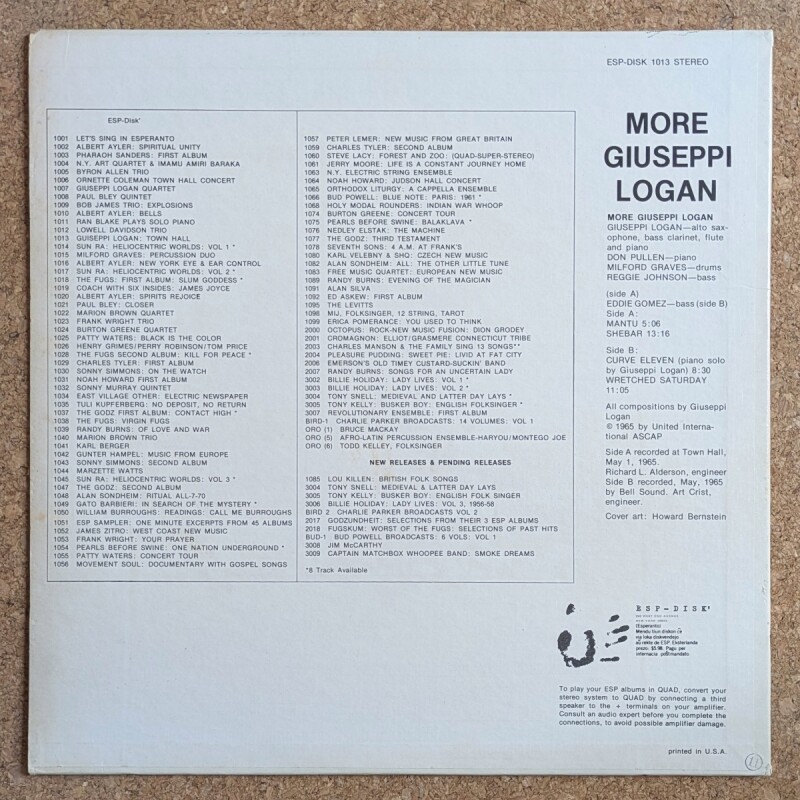 ESP-DISK 1013 STEREO
MORE
GIUSEPPI
LOGAN
MORE GIUSEPPI LOGAN
GIUSEPPI LOGAN—alto sax-
ophone, bass clarinet, flute
and piano
DON PULLEN—piano
MILFORD GRAVES—drums
REGGIE JOHNSON—bass
(side A)
EDDIE GOMEZ—bass (side B)
Side A:
MANTU 5:06
SHEBAR 13:16
Side B:
CURVE ELEVEN (piano solo
by Giuseppi Logan) 8:30
WRETCHED SATURDAY
11:05
All compositions by Giuseppi
Logan
© 1965 by United Interna-
tional ASCAP
Side A recorded at Town Hall,
May 1, 1965.
Richard L. Alderson, engineer
Side B recorded, May, 1965
by Bell Sound. Art Crist,
engineer.
Cover art: Howard Bernstein
ESP-Disk'
1001 LET'S SING IN ESPERANTO
1002 ALBERT AYLER: SPIRITUAL UNITY
1003 PHARAOH SANDERS: FIRST ALBUM
1004 N.Y. ART QUARTET & IMAMU AMIRI BARAKA
1005 BYRON ALLEN TRIO
1006 ORNETTE COLEMAN TOWN HALL CONCERT
1007 GIUSEPPI LOGAN QUARTET
1008 PAUL BLEY QUINTET
1009 BOB JAMES TRIO: EXPLOSIONS
1010 ALBERT AYLER: BELLS
1011 RAN BLAKE PLAYS SOLO PIANO
1012 LOWELL DAVIDSON TRIO
1013 GUISEPPI LOGAN: TOWN HALL
1014 SUN RA: HELIOCENTRIC WORLDS: VOL 1 *
1015 MILFORD GRAVES: PERCUSSION DUO
1016 ALBERT AYLER: NEW YORK EYE & EAR CONTROL
1017 SUN RA: HELIOCENTRIC WORLDS: VOL 2 *
1018 THE FUGS: FIRST ALBUM: SLUM GODDESS *
1019 COACH WITH SIX INSIDES: JAMES JOYCE
1020 ALBERT AYLER: SPIRITS REJOICE
1021 PAUL BLEY: CLOSER
1022 MARION BROWN QUARTET
1023 FRANK WRIGHT TRIO
1024 BURTON GREENE QUARTET
1025 PATTY WATERS: BLACK IS THE COLOR
1026 HENRY GRIMES/PERRY ROBINSON/TOM PRICE
1028 THE FUGS SECOND ALBUM: KILL FOR PEACE *
1029 CHARLES TYLER: FIRST ALBUM
1030 SONNY SIMMONS: ON THE WATCH
1031 NOAH HOWARD FIRST ALBUM
1032 SONNY MURRAY QUINTET
1034 EAST VILLAGE OTHER: ELECTRIC NEWSPAPER
1035 TULI KUPFERBERG: NO DEPOSIT, NO RETURN
1037 THE GODZ FIRST ALBUM: CONTACT HIGH *
1038 THE FUGS: VIRGIN FUGS
1039 RANDY BURNS: OF LOVE AND WAR
1040 MARION BROWN TRIO
1041 KARL BERGER
1042 GUNTER HAMPEL: MUSIC FROM EUROPE
1043 SONNY SIMMONS: SECOND ALBUM
1044 MARZETTE WATTS
1045 SUN RA: HELIOCENTRIC WORLDS: VOL 3 *
1047 THE GODZ: SECOND ALBUM
1048 ALAN SONDHEIM: RITUAL ALL-7-70
1049 GATO BARBIERI: IN SEARCH OF THE MYSTERY *
1050 WILLIAM BURROUGHS: READINGS: CALL ME BURROUGHS
1051 ESP SAMPLER: ONE MINUTE EXCERPTS FROM 45 ALBUMS
1052 JAMES ZITRO: WEST COAST NEW MUSIC
1053 FRANK WRIGHT: YOUR PRAYER
1054 PEARLS BEFORE SWINE: ONE NATION UNDERGROUND *
1055 PATTY WATERS: CONCERT TOUR
1056 MOVEMENT SOUL: DOCUMENTARY WITH GOSPEL SONGS
1057 PETER LEMER: NEW MUSIC FROM GREAT BRITAIN
1059 CHARLES TYLER: SECOND ALBUM
1060 STEVE LACY: FOREST AND ZOO: (QUAD-SUPER-STEREO)
1061 JERRY MOORE: LIFE IS A CONSTANT JOURNEY HOME
1063 N.Y. ELECTRIC STRING ENSEMBLE
1064 NOAH HOWARD: JUDSON HALL CONCERT
1065 ORTHODOX LITURGY: A CAPPELLA ENSEMBLE
1066 BUD POWELL: BLUE NOTE: PARIS: 1961 *
1068 HOLY MODAL ROUNDERS: INDIAN WAR WHOOP
1074 BURTON GREENE: CONCERT TOUR
1075 PEARLS BEFORE SWINE: BALAKLAVA *
1076 NEDLEY ELSTAK: THE MACHINE
1077 THE GODZ: THIRD TESTAMENT
1078 SEVENTH SONS: 4 A.M. AT FRANK'S
1080 KARL VELEBNY & SHQ: CZECH NEW MUSIC
1082 ALAN SONDHEIM: ALL: THE OTHER LITTLE TUNE
1083 FREE MUSIC QUARTET: EUROPEAN NEW MUSIC
1089 RANDY BURNS: EVENING OF THE MAGICIAN
1091 ALAN SILVA
1092 ED ASKEW: FIRST ALBUM
1095 THE LEVITTS
1098 MIJ, FOLKSINGER, 12 STRING, TAROT
1099 ERICA POMERANCE: YOU USED TO THINK
2000 OCTOPUS: ROCK-NEW MUSIC FUSION: DION GRODEY
2001 CROMAGNON: ELLIOT/GRASMERE CONNECTICUT TRIBE
2003 CHARLES MANSON & THE FAMILY SING 13 SONGS**
2004 PLEASURE PUDDING: SWEET PIE: LIVID AT FAT CITY
2006 EMERSON'S OLD TIMEY CUSTARD-SUCKIN' BAND
2007 RANDY BURNS: SONGS FOR AN UNCERTAIN LADY
3002 BILLIE HOLIDAY: LADY LIVES: VOL 1 *
3003 BILLIE HOLIDAY: LADY LIVES: VOL 2 *
3004 TONY SNELL: MEDIEVAL AND LATTER DAY LAYS *
3005 TONY KELLY: BUSKER BOY: ENGLISH FOLKSINGER *
3007 REVOLUTIONARY ENSEMBLE: FIRST ALBUM
BIRD-1 CHARLIE PARKER BROADCASTS: 14 VOLUMES: VOL 1
ORO (1) BRUCE MACKAY
ORO (5) AFRO-LATIN PERCUSSION ENSEMBLE-HARYOU/MONTEGO JOE
ORO (6) TODD KELLEY, FOLKSINGER
NEW RELEASES & PENDING RELEASES
1085 LOU KILLEN: BRITISH FOLK SONGS
3004 TONY SNELL: MEDIEVAL & LATTER DAY LAYS
3005 TONY KELLY: BUSKER BOY: ENGLISH FOLK SINGER
3006 BILLIE HOLIDAY: LADY LIVES: VOL 3, 1956-58
BIRD 2 CHARLIE PARKER BROADCASTS VOL 2
2017 GODZUNDHEIT: SELECTIONS FROM THEIR 3 ESP ALBUMS
2018 FUGSKUM: WORST OF THE FUGS: SELECTIONS OF PAST HITS
BUD-1 BUD POWELL BROADCASTS: 6 VOLS: VOL 1
3008 JIM McCARTHY
3009 CAPTAIN MATCHBOX WHOOPEE BAND: SMOKE DREAMS
*8 Track Available
ESP-DISK'
(Esperanto)
Mendu tiun diskon ĉe
via loka diskvendejo
aŭ rekte de ESP. Eksterlanda
prezo: $5.98. Pagu per
internacia poŝtmandato
To play your ESP albums in QUAD, convert your
stereo system to QUAD by connecting a third
speaker to the + terminals on your amplifier.
Consult an audio expert before you complete the
connections, to avoid possible amplifier damage.
printed in U.S.A.
11